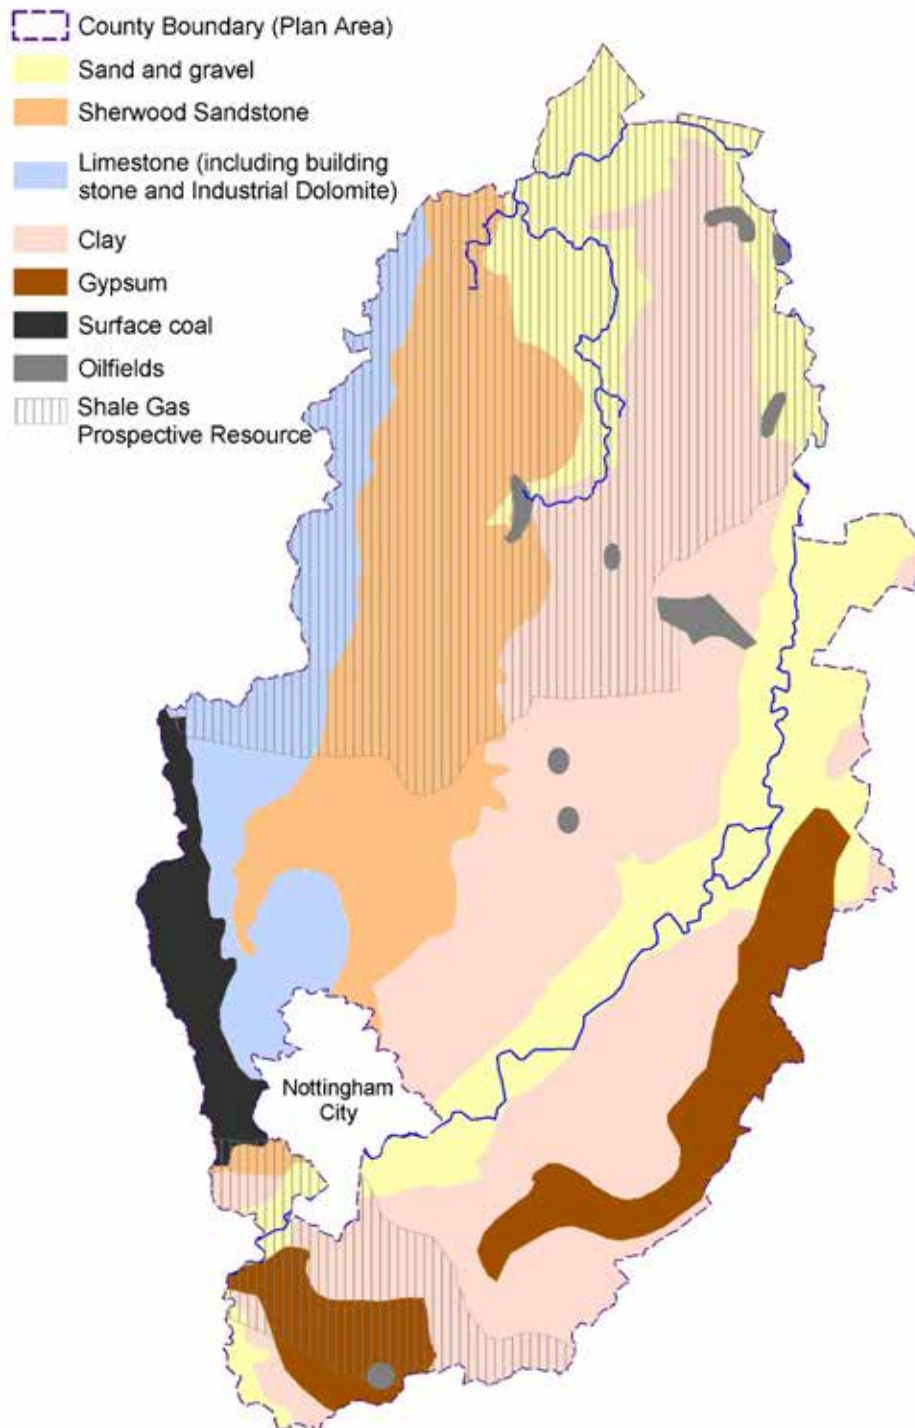 County Boundary (Plan Area)
Sand and gravel
Sherwood Sandstone
Limestone (including building
stone and Industrial Dolomite)
Clay
Gypsum
Surface coal
Oilfields
Shale Gas
Prospective Resource
Nottingham
City